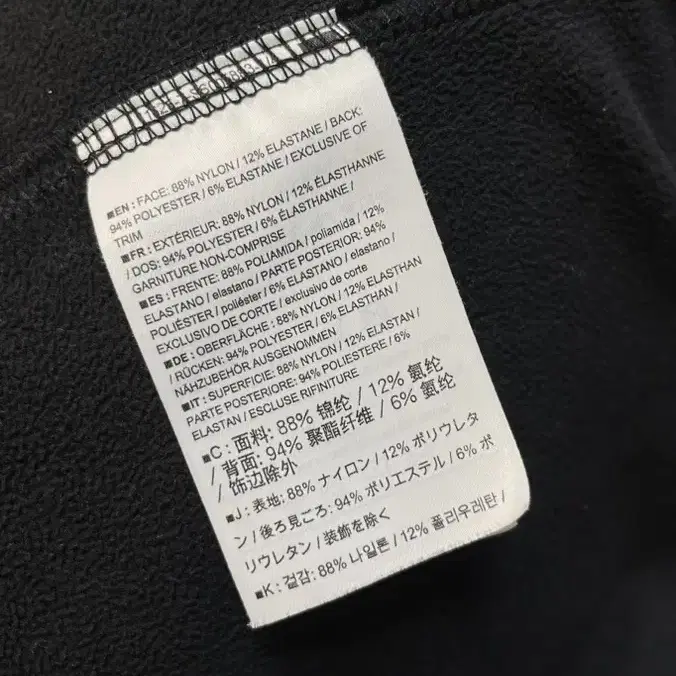 ■EN : FACE: 88% NYLON / 12% ELASTANE / BACK:
94% POLYESTER / 6% ELASTANE / EXCLUSIVE OF
TRIM
■FR : EXTÉRIEUR: 88% NYLON / 12% ÉLASTHANNE
/ DOS: 94% POLYESTER / 6% ÉLASTHANNE /
GARNITURE NON-COMPRISE
■ES : FRENTE: 88% POLIAMIDA / poliamida / 12%
ELASTANO / elastano / PARTE POSTERIOR: 94%
POLIÉSTER / poliéster / 6% ELASTANO / elastano /
EXCLUSIVO DE CORTE / exclusivo de corte
■DE : OBERFLÄCHE: 88% NYLON / 12% ELASTHAN
/ RÜCKEN: 94% POLYESTER / 6% ELASTHAN /
NÄHZUBEHÖR AUSGENOMMEN
■IT : SUPERFICIE: 88% NYLON / 12% ELASTAN /
PARTE POSTERIORE: 94% POLIESTERE / 6%
ELASTAN / ESCLUSE RIFINITURE
■C : 面料: 88% 锦纶 / 12% 氨纶
/ 背面: 94% 聚酯纤维 / 6% 氨纶
/ 饰边除外
■J : 表地: 88% ナイロン / 12% ポリウレタ
ン / 後ろ見ごろ: 94% ポリエステル / 6% ポ
リウレタン / 装飾を除く
■K : 겉감: 88% 나일론 / 12% 폴리우레탄 /